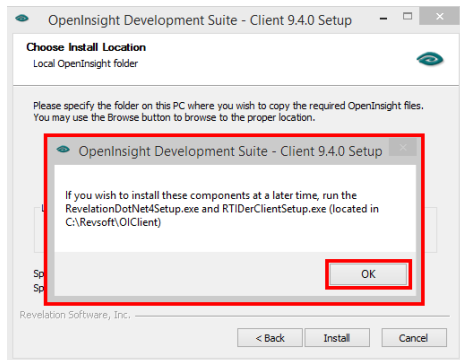 OpenInsight Development Suite - Client 9.4.0 Setup
Choose Install Location
Local OpenInsight folder
Please specify the folder on this PC where you wish to copy the required OpenInsight files.
You may use the Browse button to browse to the proper location.
OpenInsight Development Suite - Client 9.4.0 Setup
If you wish to install these components at a later time, run the
RevelationDotNet4Setup.exe and RTIDerClientSetup.exe (located in
C:\Revsoft\OIClient)
OK
Sp
Sp
Revelation Software, Inc.
< Back Install Cancel